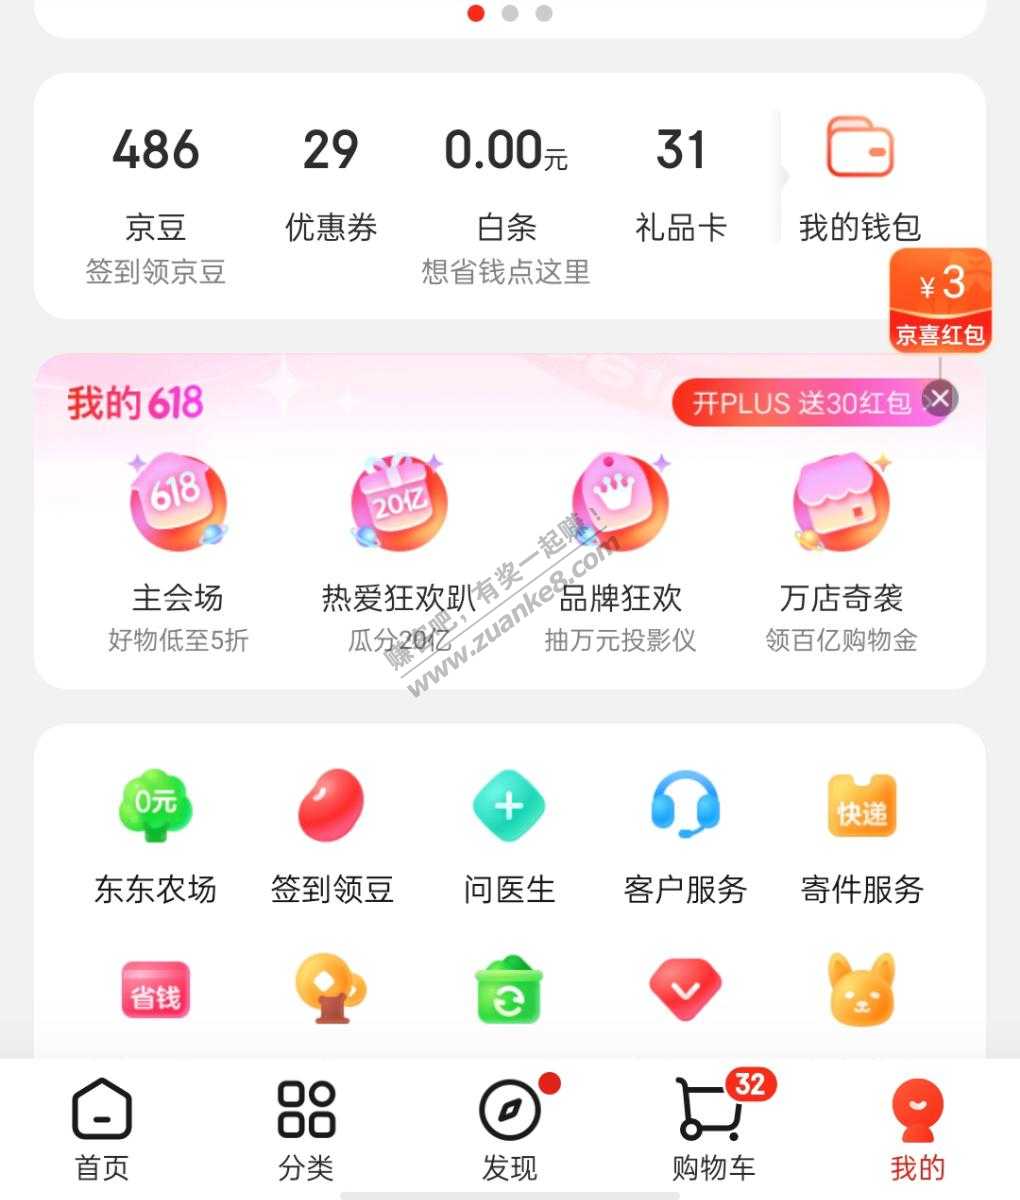 486 29 0.00元 31
京豆 优惠券 白条 礼品卡 我的钱包
签到领京豆 想省钱点这里
¥3
京喜红包
我的618 开PLUS 送30红包
618 20亿
主会场 热爱狂欢趴 品牌狂欢 万店奇袭
好物低至5折 瓜分20亿 抽万元投影仪 领百亿购物金
赚客吧，有奖一起赚！
www.zuanke8.com
0元 快递
东东农场 签到领豆 问医生 客户服务 寄件服务
省钱
32
首页 分类 发现 购物车 我的